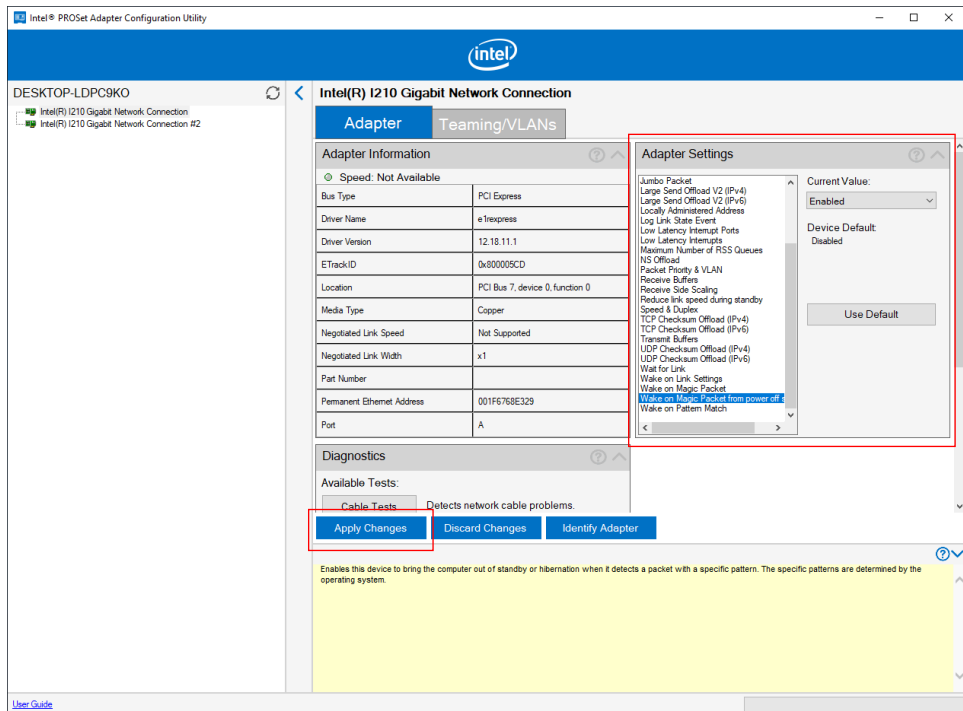 Intel® PROSet Adapter Configuration Utility
intel
DESKTOP-LDPC9KO
Intel(R) I210 Gigabit Network Connection
Intel(R) I210 Gigabit Network Connection #2
Intel(R) I210 Gigabit Network Connection
Adapter
Teaming/VLANs
Adapter Information
Speed: Not Available
Bus Type PCI Express
Driver Name e1rexpress
Driver Version 12.18.11.1
ETrackID 0x800005CD
Location PCI Bus 7, device 0, function 0
Media Type Copper
Negotiated Link Speed Not Supported
Negotiated Link Width x1
Part Number
Permanent Ethernet Address 001F6768E329
Port A
Diagnostics
Available Tests:
Cable Tests Detects network cable problems.
Adapter Settings
Jumbo Packet
Large Send Offload V2 (IPv4)
Large Send Offload V2 (IPv6)
Locally Administered Address
Log Link State Event
Low Latency Interrupt Ports
Low Latency Interrupts
Maximum Number of RSS Queues
NS Offload
Packet Priority & VLAN
Receive Buffers
Receive Side Scaling
Reduce link speed during standby
Speed & Duplex
TCP Checksum Offload (IPv4)
TCP Checksum Offload (IPv6)
Transmit Buffers
UDP Checksum Offload (IPv4)
UDP Checksum Offload (IPv6)
Wait for Link
Wake on Link Settings
Wake on Magic Packet
Wake on Magic Packet from power off s
Wake on Pattern Match
Current Value:
Enabled
Device Default:
Disabled
Use Default
Apply Changes
Discard Changes
Identify Adapter
Enables this device to bring the computer out of standby or hibernation when it detects a packet with a specific pattern. The specific patterns are determined by the
operating system.
User Guide